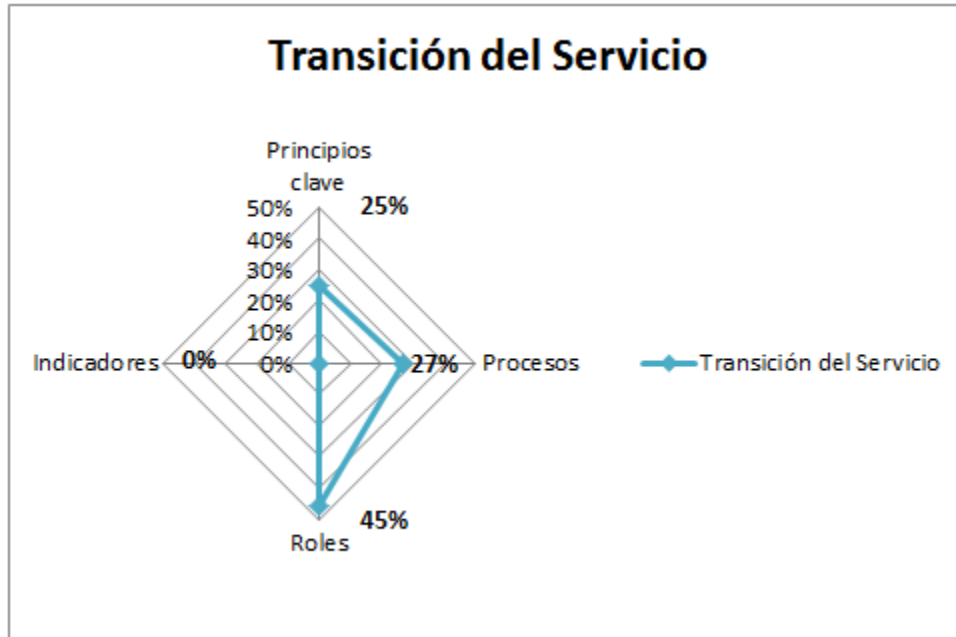 Transición del Servicio
Principios
clave
50%
25%
40%
30%
20%
10%
0%
Indicadores
0%
27%
Procesos
Transición del Servicio
45%
Roles